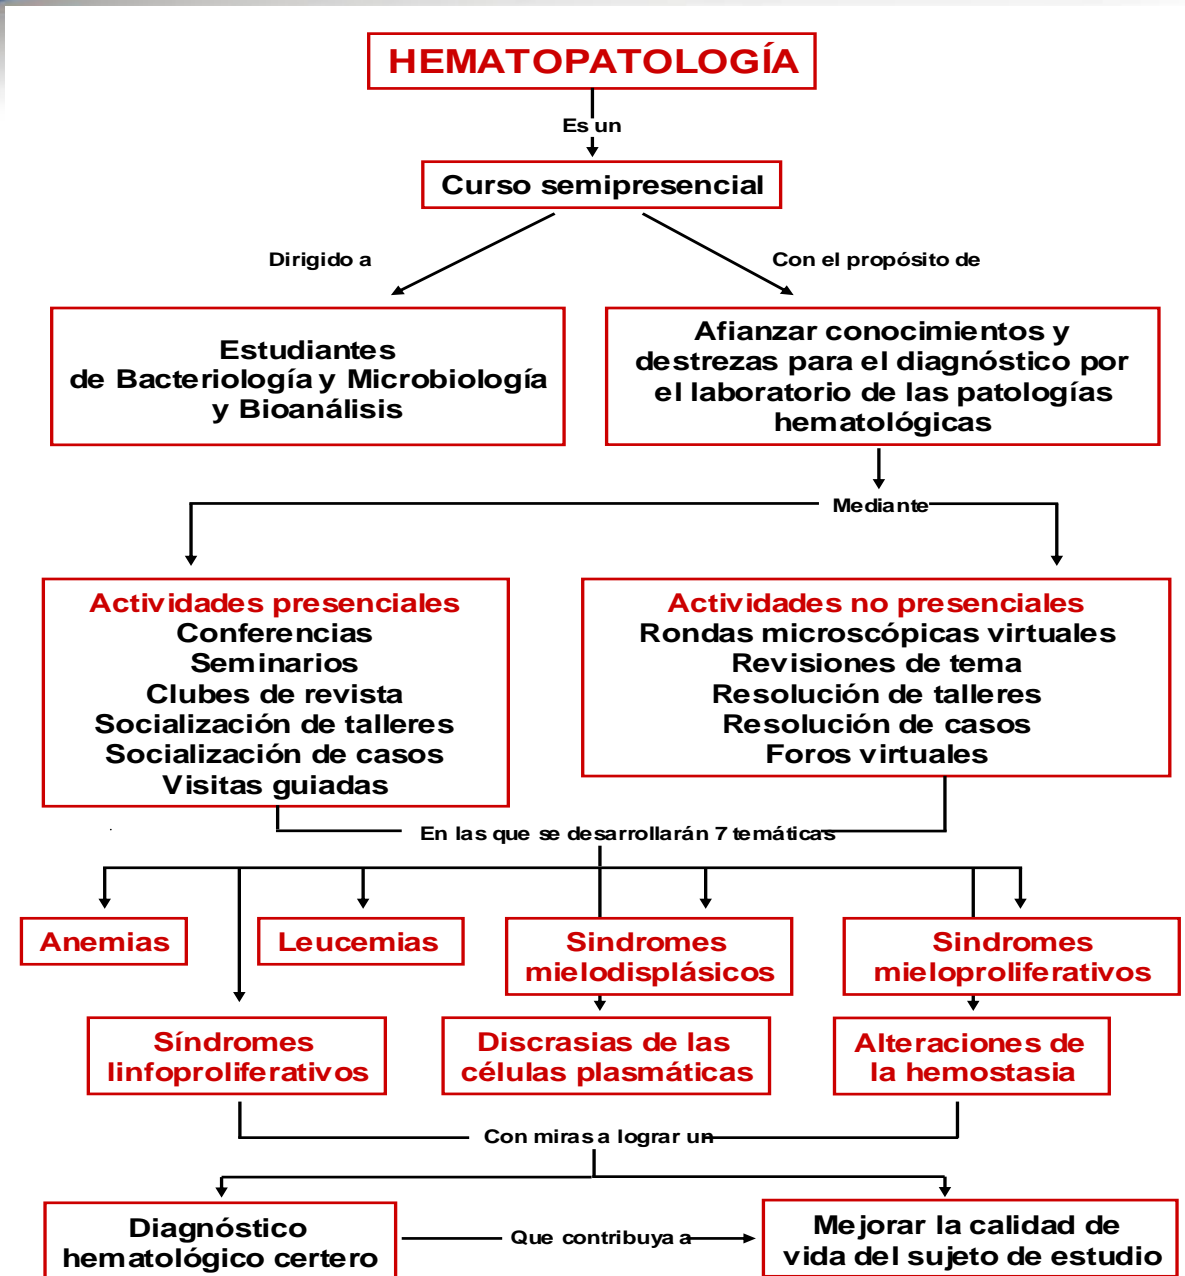 HEMATOPATOLOGÍA
Es un
Curso semipresencial
Dirigido a
Con el propósito de
Estudiantes
de Bacteriología y Microbiología
y Bioanálisis
Afianzar conocimientos y
destrezas para el diagnóstico por
el laboratorio de las patologías
hematológicas
Mediante
Actividades presenciales
Conferencias
Seminarios
Clubes de revista
Socialización de talleres
Socialización de casos
Visitas guiadas
Actividades no presenciales
Rondas microscópicas virtuales
Revisiones de tema
Resolución de talleres
Resolución de casos
Foros virtuales
En las que se desarrollarán 7 temáticas
Anemias
Leucemias
Sindromes
mielodisplásicos
Sindromes
mieloproliferativos
Síndromes
linfoproliferativos
Discrasias de las
células plasmáticas
Alteraciones de
la hemostasia
Con miras a lograr un
Diagnóstico
hematológico certero
Que contribuya a
Mejorar la calidad de
vida del sujeto de estudio